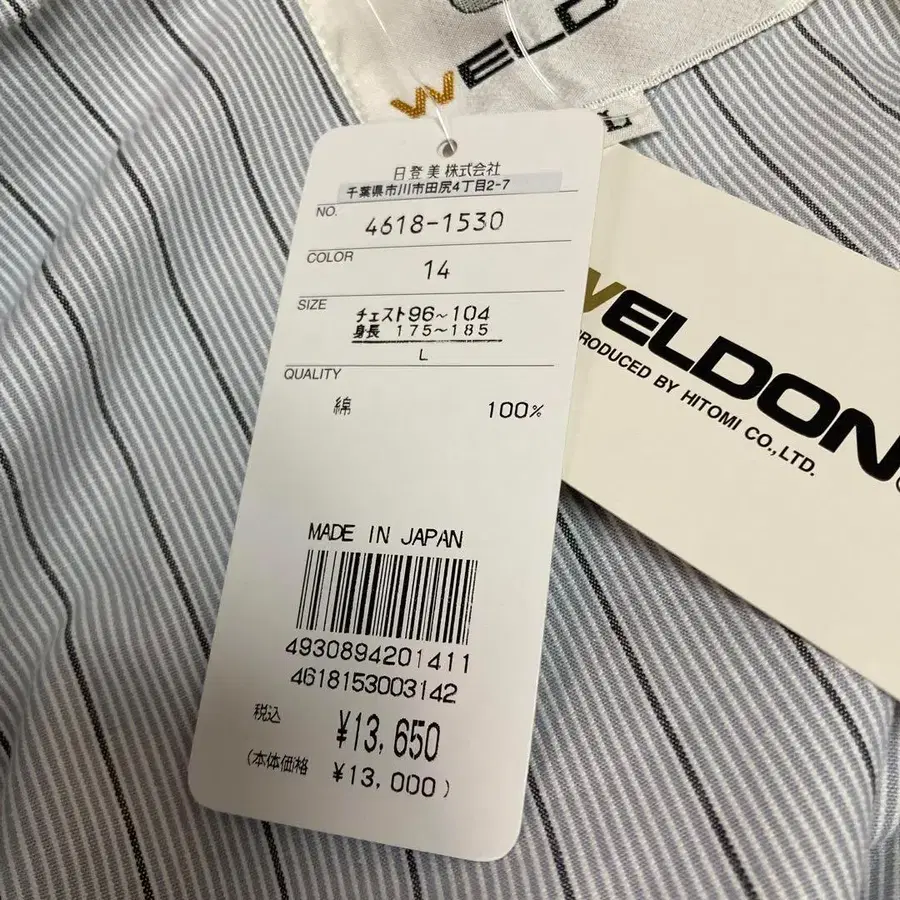 WELD
L
日登美株式会社
千葉県市川市田尻4丁目2-7
NO.
4618-1530
COLOR
14
SIZE
チェスト96~104
身長 175~185
L
QUALITY
綿 100%
MADE IN JAPAN
4930894201411
4618153003142
税込 ¥13,650
(本体価格 ¥13,000)
WELDON
PRODUCED BY HITOMI CO.,LTD.